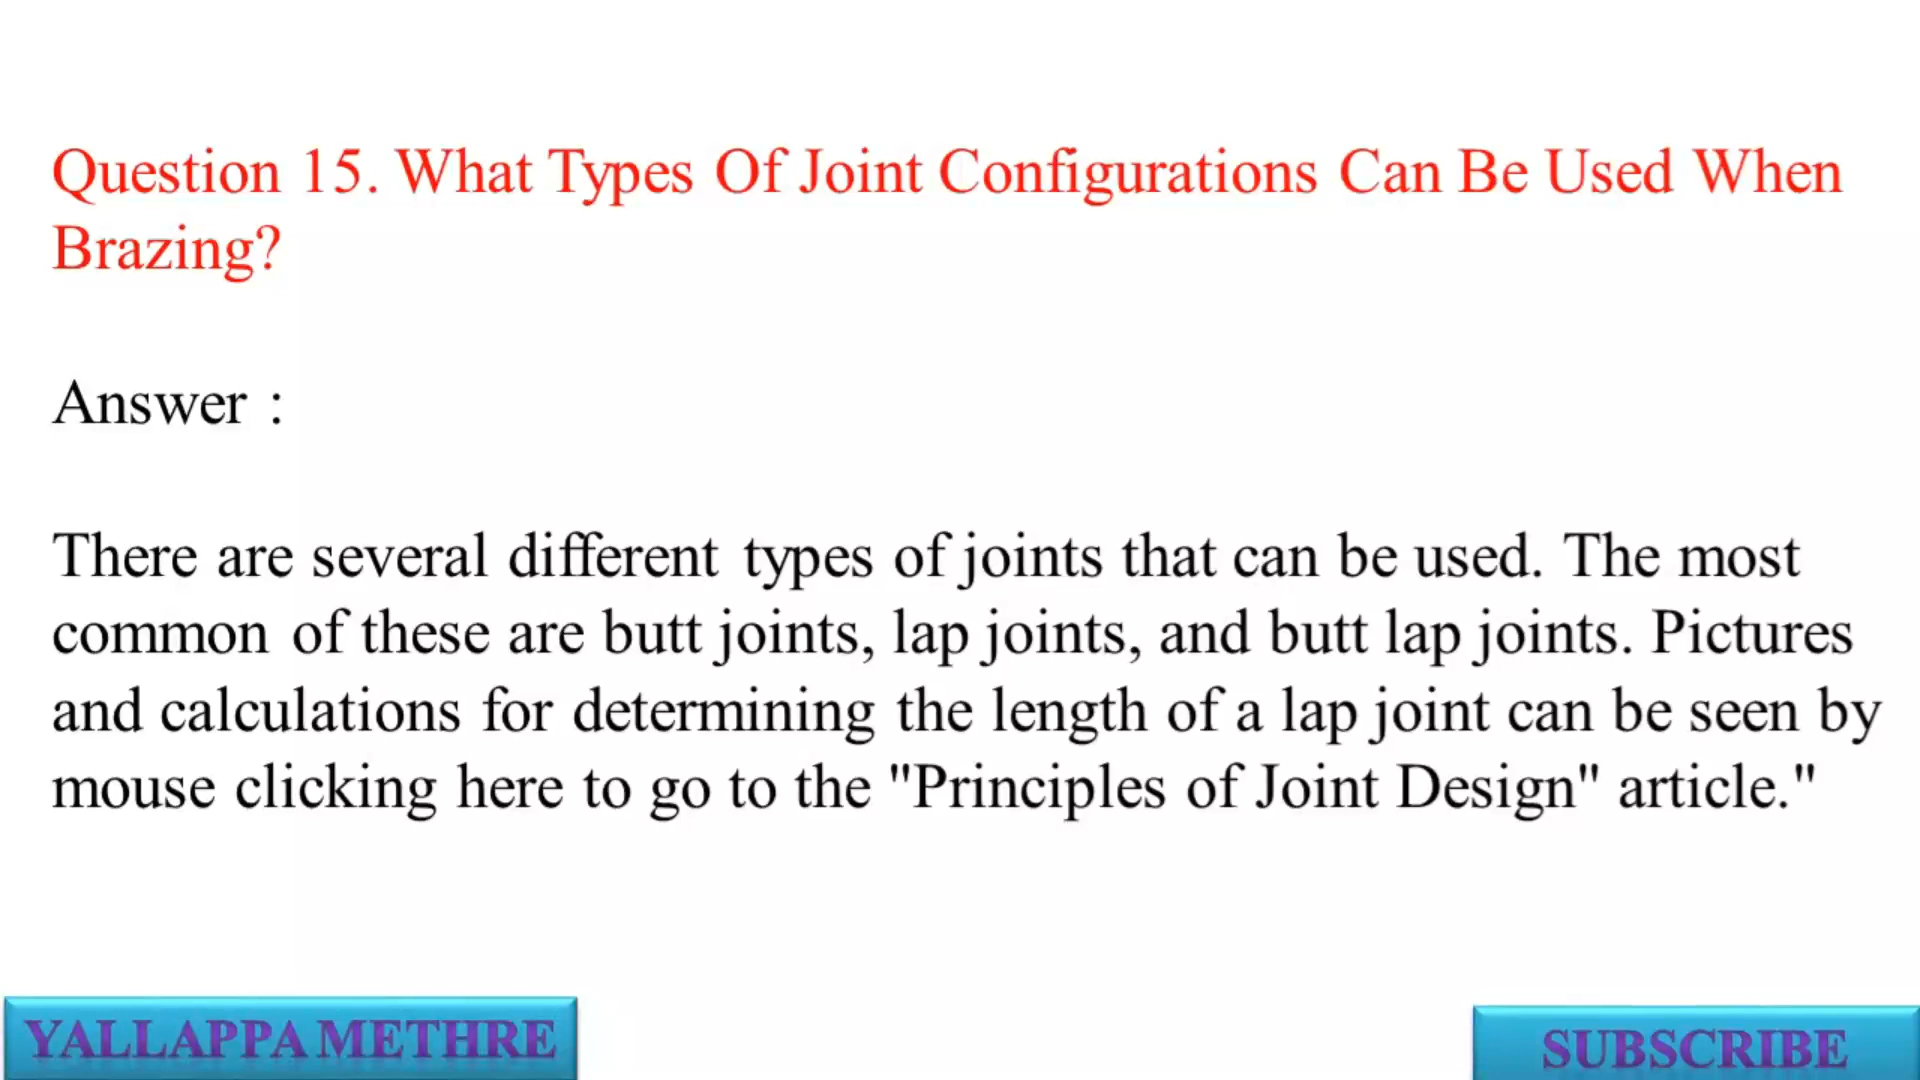 Question 15. What Types Of Joint Configurations Can Be Used When
Brazing?
Answer :
There are several different types of joints that can be used. The most
common of these are butt joints, lap joints, and butt lap joints. Pictures
and calculations for determining the length of a lap joint can be seen by
mouse clicking here to go to the "Principles of Joint Design" article."
YALLAPPA METHRE
SUBSCRIBE